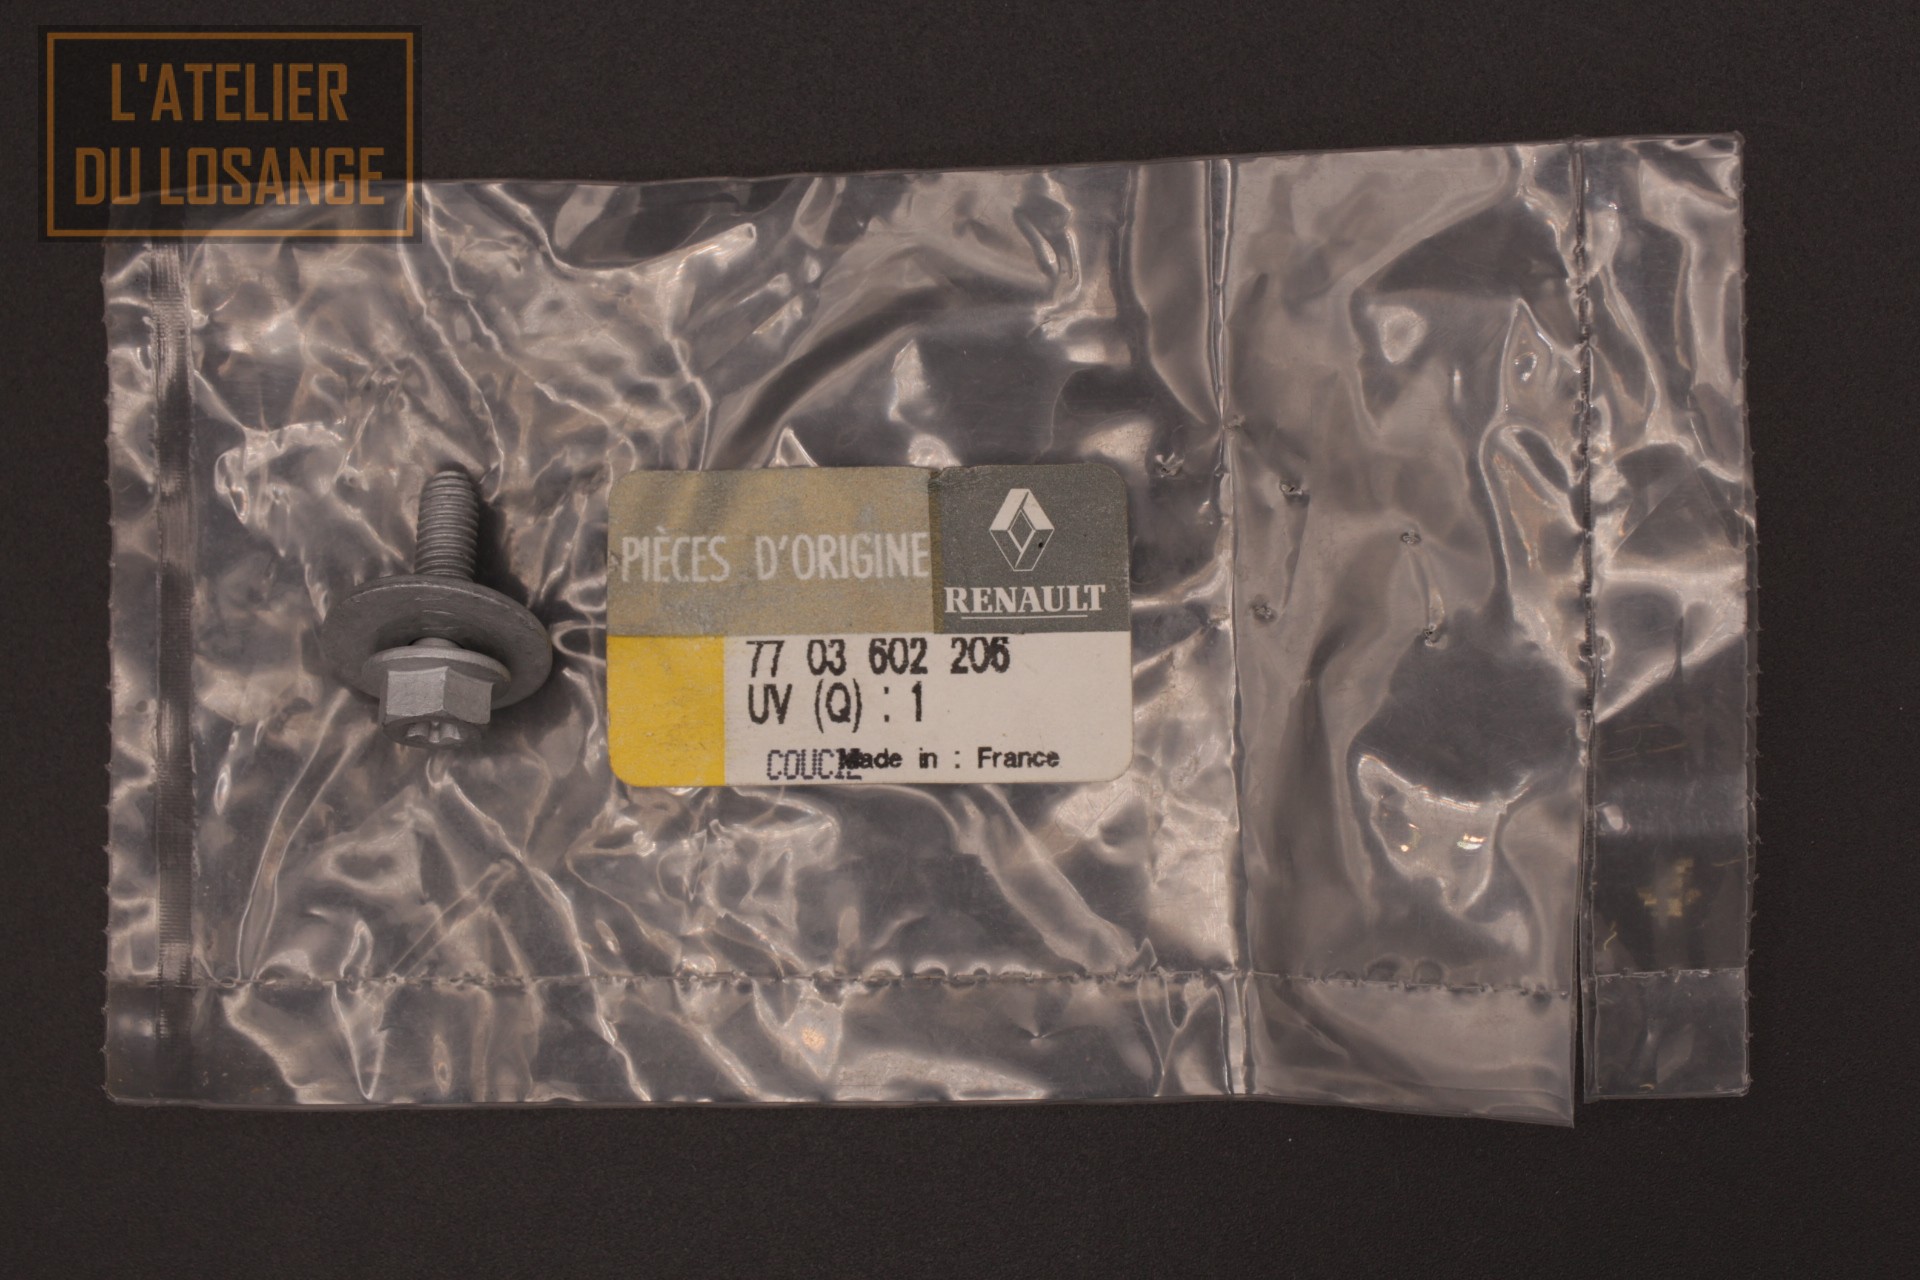 L'ATELIER
DU LOSANGE
PIÈCES D'ORIGINE
RENAULT
77 03 602 206
UV (Q) : 1
Made in : France